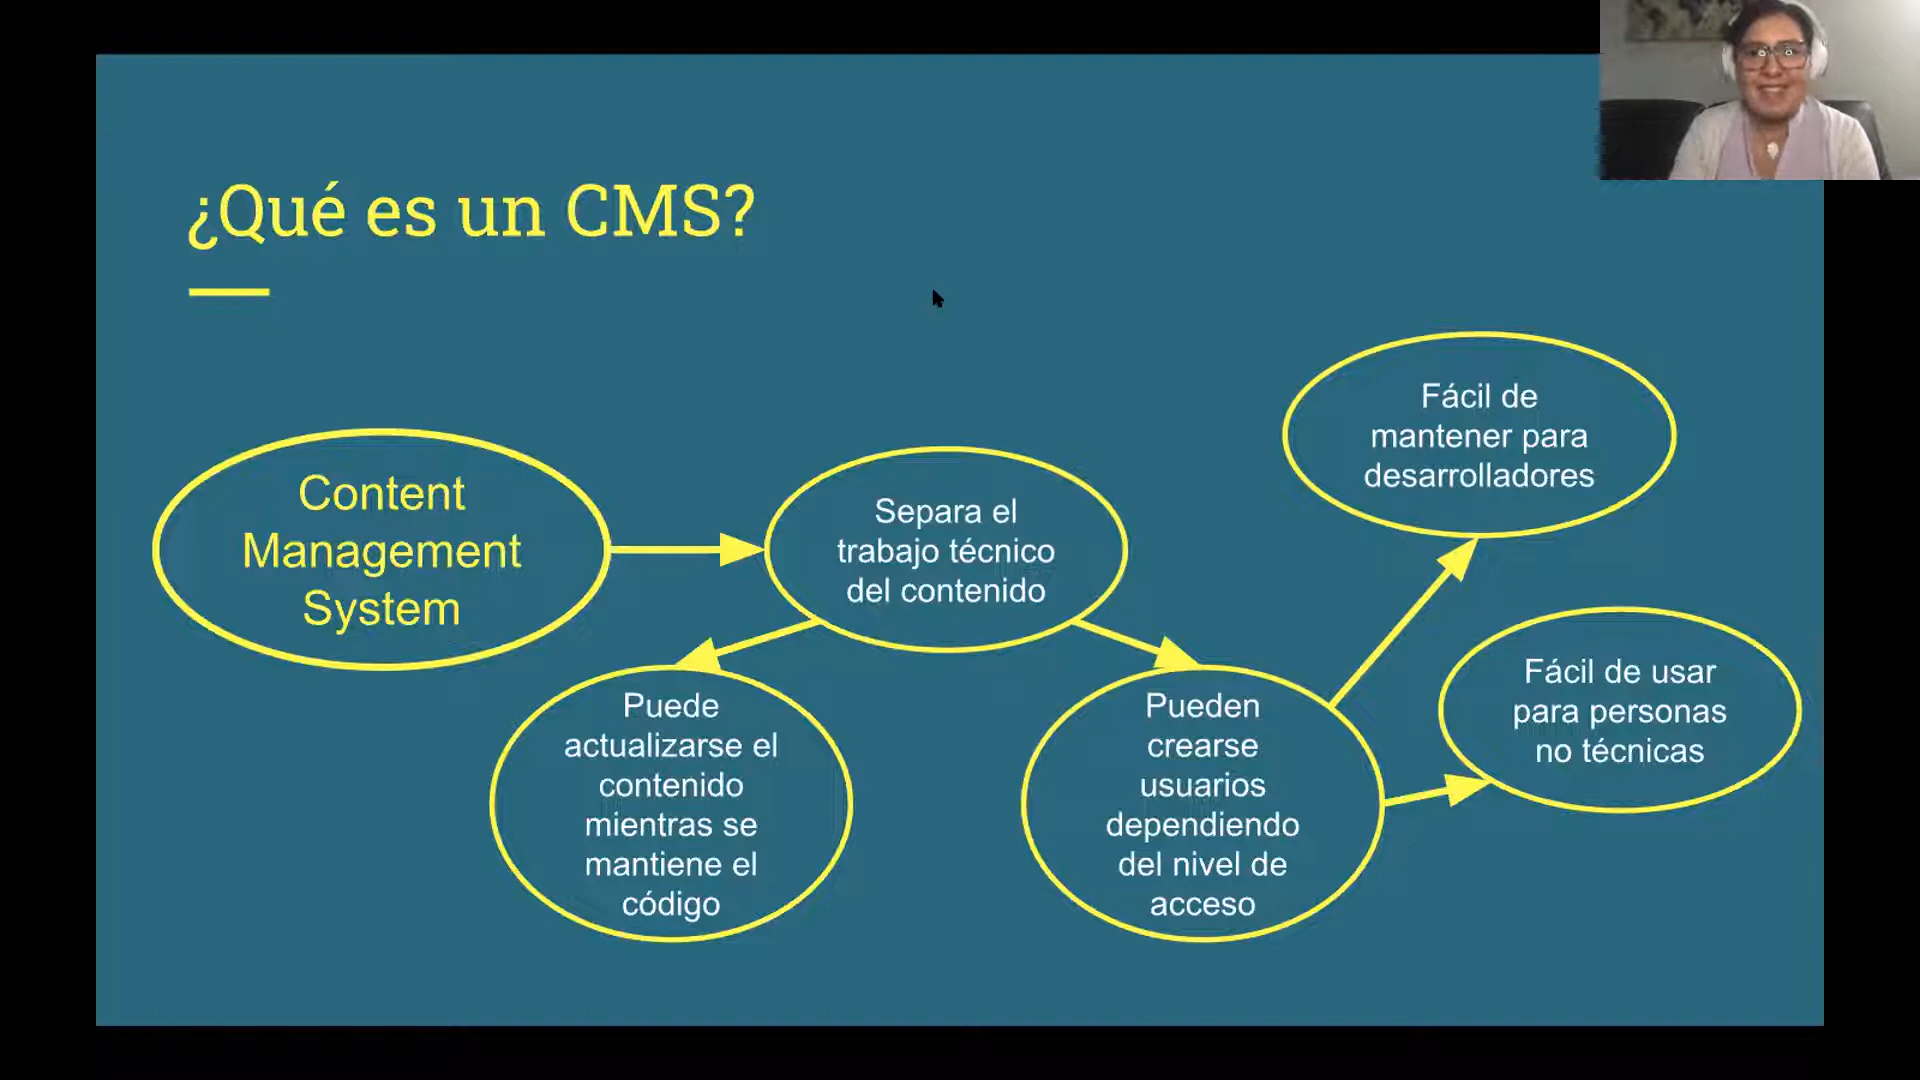 ¿Qué es un CMS?
Content
Management
System
Separa el
trabajo técnico
del contenido
Puede
actualizarse el
contenido
mientras se
mantiene el
código
Pueden
crearse
usuarios
dependiendo
del nivel de
acceso
Fácil de
mantener para
desarrolladores
Fácil de usar
para personas
no técnicas